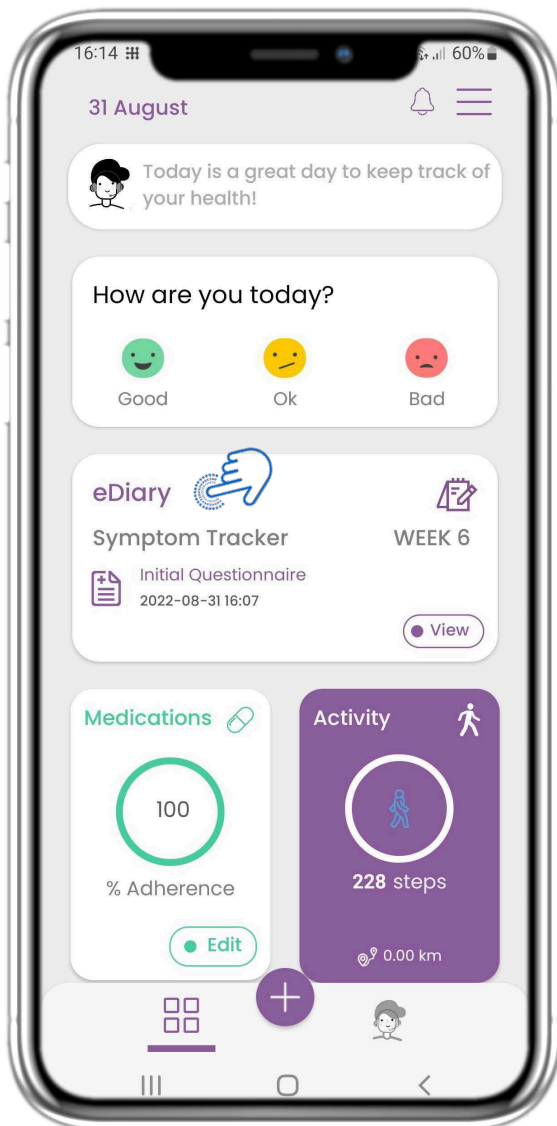 16:14 60%
31 August
Today is a great day to keep track of
your health!
How are you today?
Good Ok Bad
eDiary
Symptom Tracker WEEK 6
Initial Questionnaire
2022-08-31 16:07
View
Medications Activity
100
% Adherence
228 steps
Edit
0.00 km